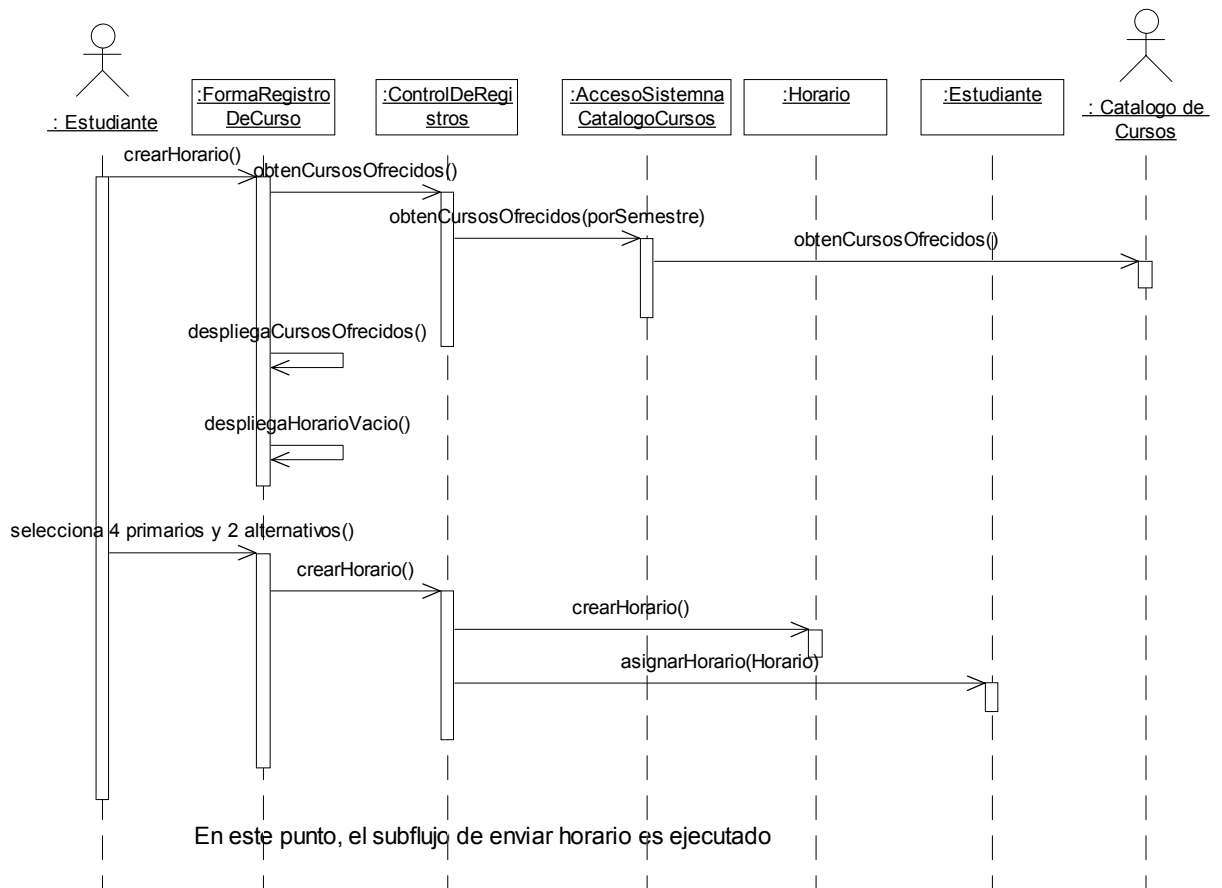 : Estudiante
:FormaRegistro
DeCurso
:ControlDeRegi
stros
:AccesoSistemna
CatalogoCursos
:Horario
:Estudiante
: Catalogo de
Cursos
crearHorario()
obtenCursosOfrecidos()
obtenCursosOfrecidos(porSemestre)
obtenCursosOfrecidos()
despliegaCursosOfrecidos()
despliegaHorarioVacio()
selecciona 4 primarios y 2 alternativos()
crearHorario()
crearHorario()
asignarHorario(Horario)
En este punto, el subflujo de enviar horario es ejecutado